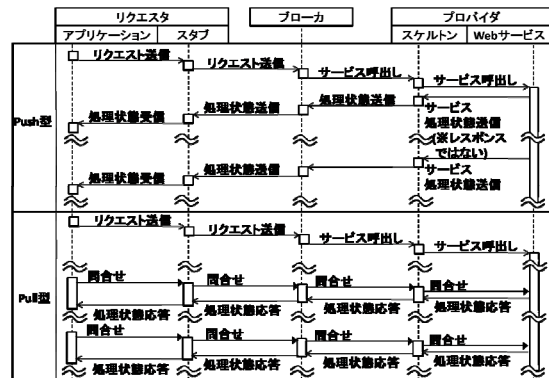 リクエスタ ブローカ プロバイダ
アプリケーション スタブ スケルトン Webサービス
Push型
リクエスト送信
リクエスト送信
サービス呼出し
サービス呼出し
処理状態受信 処理状態送信 処理状態送信 サービス
処理状態送信
(※レスポンス
ではない)
処理状態受信 処理状態送信 サービス
処理状態送信
Pull型
リクエスト送信
リクエスト送信
サービス呼出し
サービス呼出し
問合せ 問合せ 問合せ 問合せ
処理状態応答 処理状態応答 処理状態応答 処理状態応答
問合せ 問合せ 問合せ 問合せ
処理状態応答 処理状態応答 処理状態応答 処理状態応答